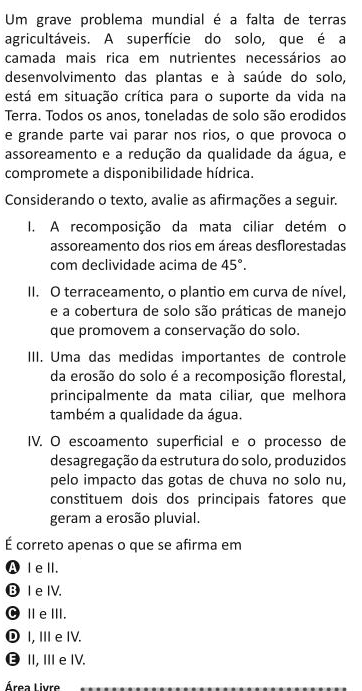 Um grave problema mundial é a falta de terras
agricultáveis. A superfície do solo, que é a
camada mais rica em nutrientes necessários ao
desenvolvimento das plantas e à saúde do solo,
está em situação crítica para o suporte da vida na
Terra. Todos os anos, toneladas de solo são erodidos
e grande parte vai parar nos rios, o que provoca o
assoreamento e a redução da qualidade da água, e
compromete a disponibilidade hídrica.
Considerando o texto, avalie as afirmações a seguir.
I. A recomposição da mata ciliar detém o
assoreamento dos rios em áreas desflorestadas
com declividade acima de 45°.
II. O terraceamento, o plantio em curva de nível,
e a cobertura de solo são práticas de manejo
que promovem a conservação do solo.
III. Uma das medidas importantes de controle
da erosão do solo é a recomposição florestal,
principalmente da mata ciliar, que melhora
também a qualidade da água.
IV. O escoamento superficial e o processo de
desagregação da estrutura do solo, produzidos
pelo impacto das gotas de chuva no solo nu,
constituem dois dos principais fatores que
geram a erosão pluvial.
É correto apenas o que se afirma em
A I e II.
B I e IV.
C II e III.
D I, III e IV.
E II, III e IV.
Área Livre